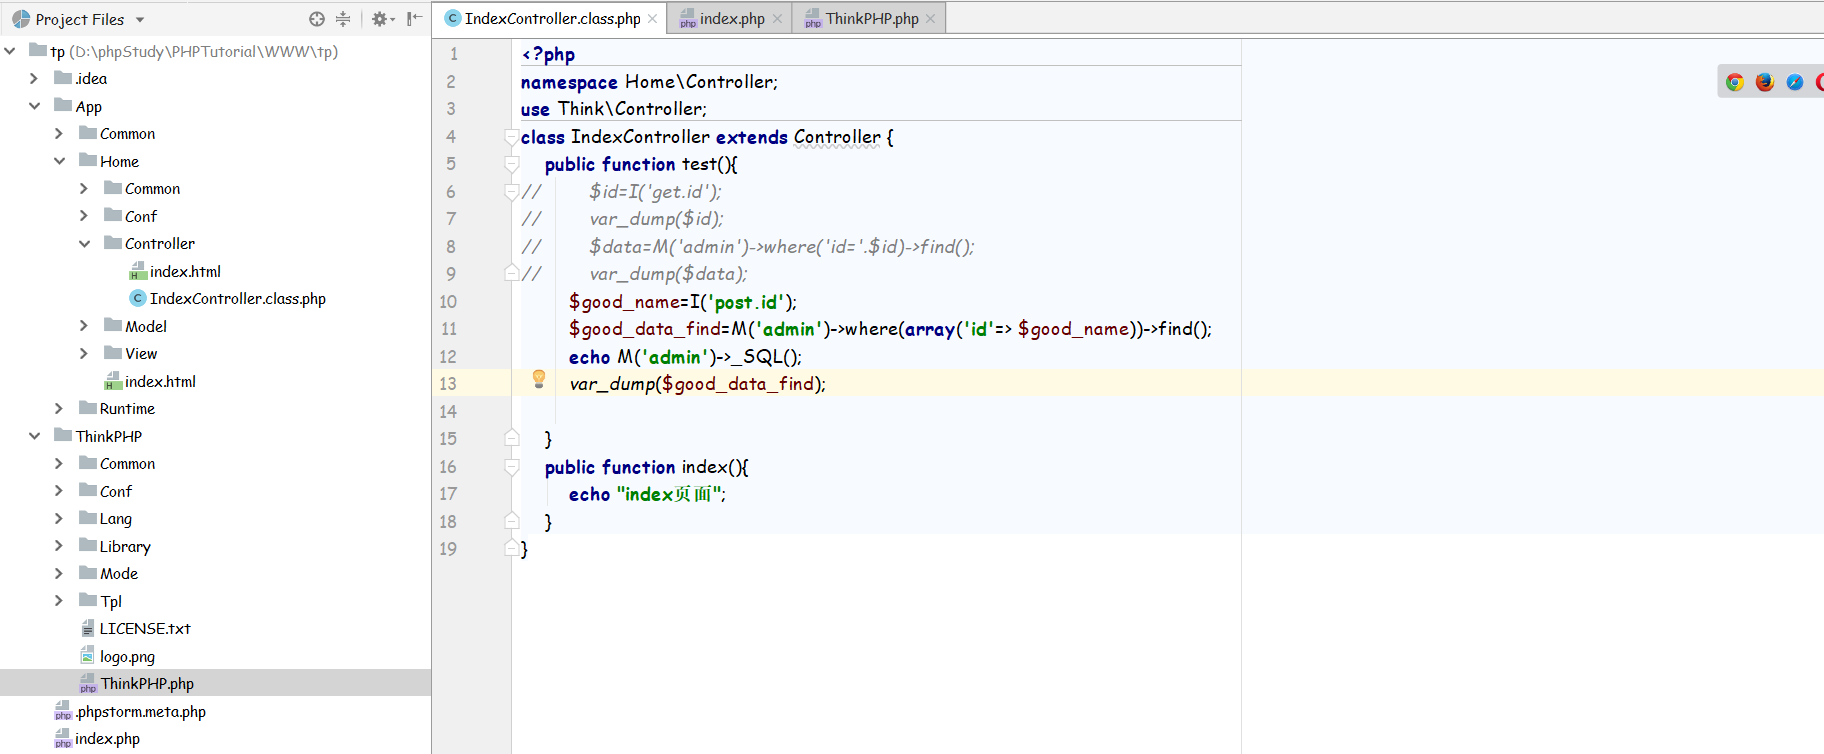 Project Files
tp (D:\phpStudy\PHPTutorial\WWW\tp)
.idea
App
Common
Home
Common
Conf
Controller
index.html
IndexController.class.php
Model
View
index.html
Runtime
ThinkPHP
Common
Conf
Lang
Library
Mode
Tpl
LICENSE.txt
logo.png
ThinkPHP.php
.phpstorm.meta.php
index.php
IndexController.class.php
index.php
ThinkPHP.php
1 <?php
2 namespace Home\Controller;
3 use Think\Controller;
4 class IndexController extends Controller {
5 public function test(){
6 // $id=I('get.id');
7 // var_dump($id);
8 // $data=M('admin')->where('id='.$id)->find();
9 // var_dump($data);
10 $good_name=I('post.id');
11 $good_data_find=M('admin')->where(array('id'=> $good_name))->find();
12 echo M('admin')->_SQL();
13 var_dump($good_data_find);
14
15 }
16 public function index(){
17 echo "index页面";
18 }
19 }